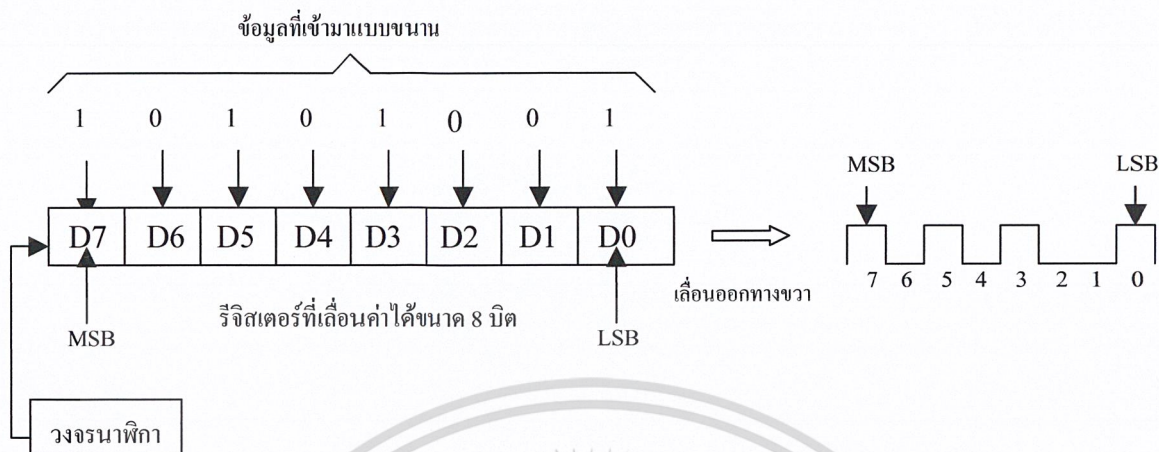 ข้อมูลที่เข้ามาแบบขนาน
1 0 1 0 1 0 0 1
MSB LSB
D7 D6 D5 D4 D3 D2 D1 D0
7 6 5 4 3 2 1 0
เลื่อนออกทางขวา
รีจิสเตอร์ที่เลื่อนค่าได้ขนาด 8 บิต
MSB LSB
วงจรนาฬิกา